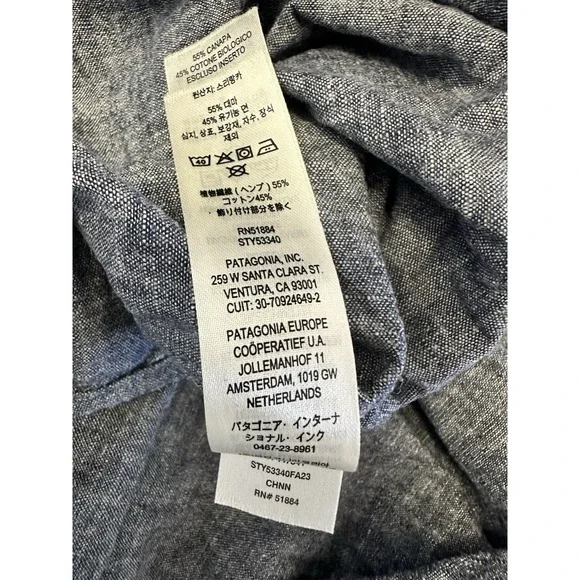 55% CANAPA
45% COTONE BIOLOGICO
ESCLUSO INSERTO
원산지: 스리랑카
55% 대마
45% 유기농 면
심지, 상표, 보강재, 자수, 장식
제외
40
植物繊維 (ヘンプ) 55%
コットン45%
・飾り付け部分を除く
RN51884
STY53340
PATAGONIA, INC.
259 W SANTA CLARA ST.
VENTURA, CA 93001
CUIT: 30-70924649-2
PATAGONIA EUROPE
COÖPERATIEF U.A.
JOLLEMANHOF 11
AMSTERDAM, 1019 GW
NETHERLANDS
パタゴニア・インターナ
ショナル・インク
0467-23-8961
STY53340FA23
CHNN
RN# 51884